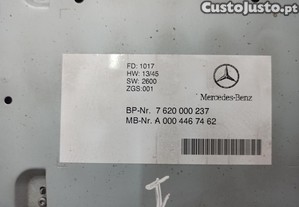 CustoJusto.pt
FD: 1017
HW: 13/45
SW: 2600
ZGS:001
Mercedes-Benz
BP-Nr. 7 620 000 237
MB-Nr. A 000 446 74 62